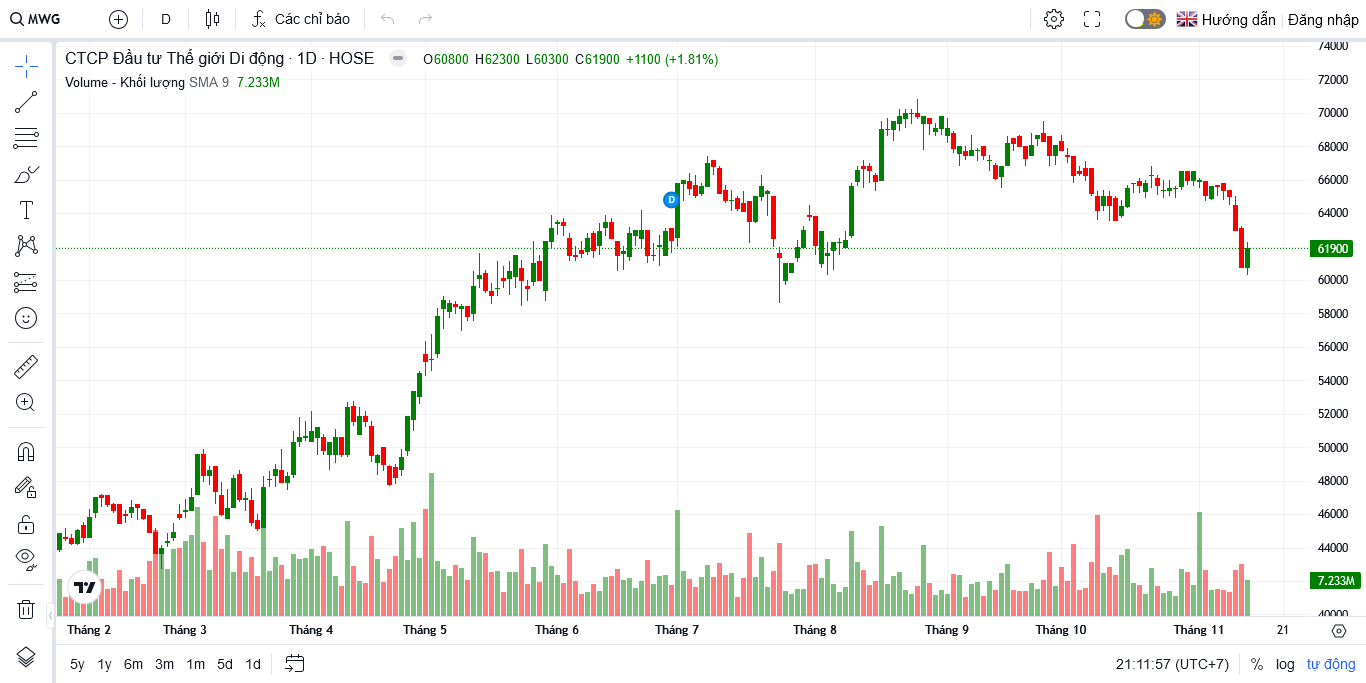 MWG D Các chỉ báo Hướng dẫn Đăng nhập
CTCP Đầu tư Thế giới Di động · 1D · HOSE O60800 H62300 L60300 C61900 +1100 (+1.81%)
Volume - Khối lượng SMA 9 7.233M
74000
72000
70000
68000
66000
64000
61900
60000
58000
56000
54000
52000
50000
48000
46000
44000
7.233M
40000
D
Tháng 2 Tháng 3 Tháng 4 Tháng 5 Tháng 6 Tháng 7 Tháng 8 Tháng 9 Tháng 10 Tháng 11 21
5y 1y 6m 3m 1m 5d 1d 21:11:57 (UTC+7) % log tự động